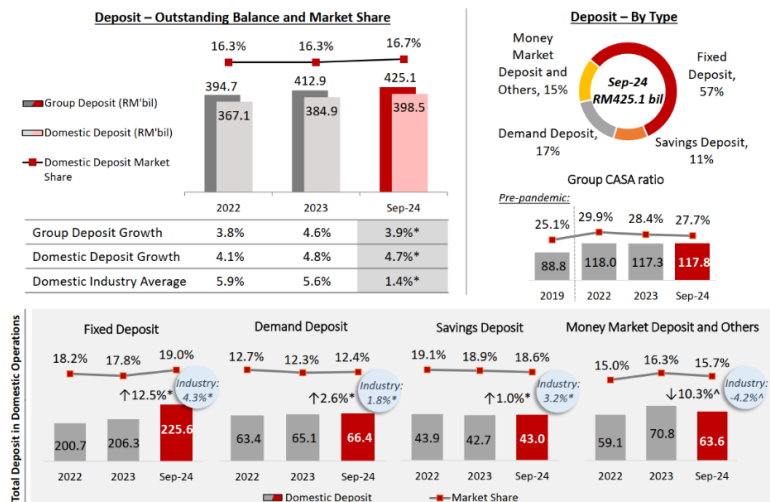 Deposit – Outstanding Balance and Market Share
16.3% 16.3% 16.7%
394.7 412.9 425.1
367.1 384.9 398.5
Group Deposit (RM'bil)
Domestic Deposit (RM'bil)
Domestic Deposit Market Share
2022 2023 Sep-24
Group Deposit Growth 3.8% 4.6% 3.9%*
Domestic Deposit Growth 4.1% 4.8% 4.7%*
Domestic Industry Average 5.9% 5.6% 1.4%*
Deposit – By Type
Money Market Deposit and Others, 15%
Sep-24
RM425.1 bil
Fixed Deposit, 57%
Demand Deposit, 17%
Savings Deposit, 11%
Group CASA ratio
Pre-pandemic:
25.1% 29.9% 28.4% 27.7%
88.8 118.0 117.3 117.8
2019 2022 2023 Sep-24
Total Deposit in Domestic Operations
Fixed Deposit
18.2% 17.8% 19.0%
↑12.5%*
Industry: 4.3%*
200.7 206.3 225.6
2022 2023 Sep-24
Demand Deposit
12.7% 12.3% 12.4%
↑2.6%*
Industry: 1.8%*
63.4 65.1 66.4
2022 2023 Sep-24
Savings Deposit
19.1% 18.9% 18.6%
↑1.0%*
Industry: 3.2%*
43.9 42.7 43.0
2022 2023 Sep-24
Money Market Deposit and Others
15.0% 16.3% 15.7%
↓10.3%^
Industry: -4.2%^
59.1 70.8 63.6
2022 2023 Sep-24
Domestic Deposit Market Share